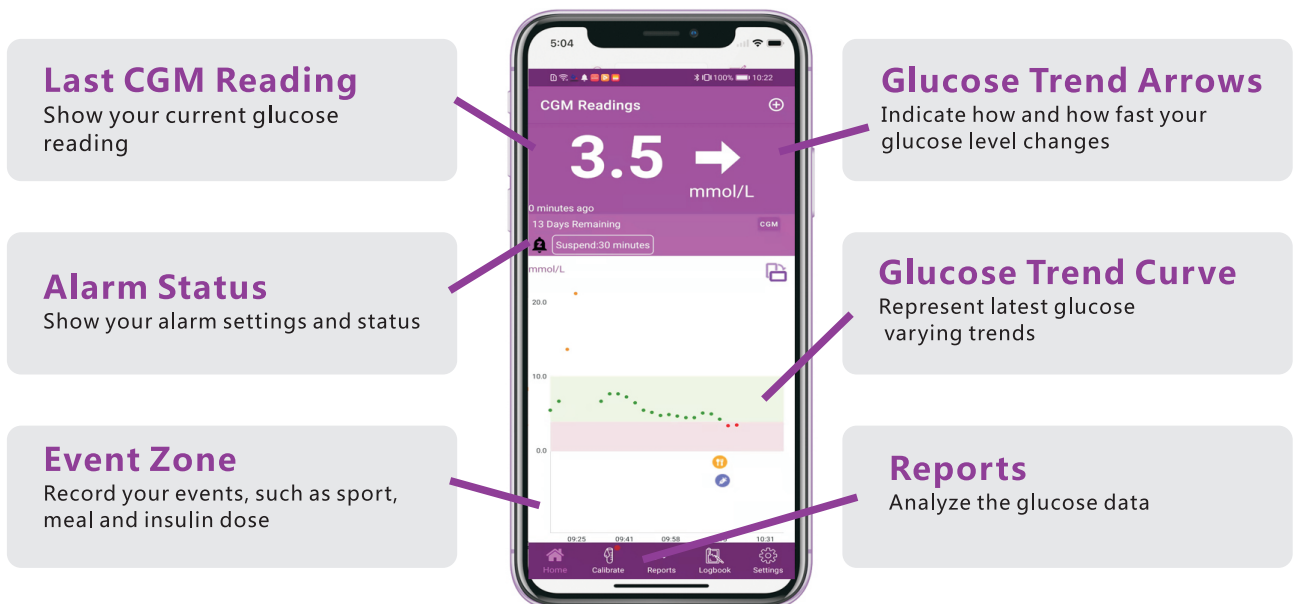 Last CGM Reading
Show your current glucose
reading
Alarm Status
Show your alarm settings and status
Event Zone
Record your events, such as sport,
meal and insulin dose
5:04
100% 10:22
CGM Readings
3.5
mmol/L
0 minutes ago
13 Days Remaining
CGM
Suspend:30 minutes
mmol/L
20.0
10.0
0.0
09:25 09:41 09:58 10:31
Home Calibrate Reports Logbook Settings
Glucose Trend Arrows
Indicate how and how fast your
glucose level changes
Glucose Trend Curve
Represent latest glucose
varying trends
Reports
Analyze the glucose data